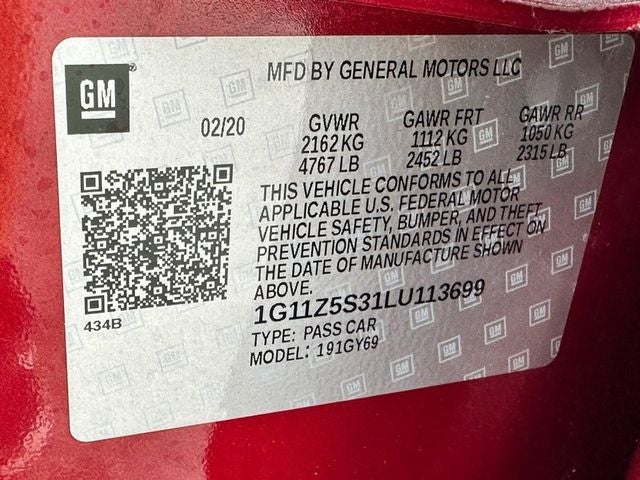 GM
MFD BY GENERAL MOTORS LLC
02/20 GVWR GAWR FRT GAWR RR
2162 KG 1112 KG 1050 KG
4767 LB 2452 LB 2315 LB
THIS VEHICLE CONFORMS TO ALL
APPLICABLE U.S. FEDERAL MOTOR
VEHICLE SAFETY, BUMPER, AND THEFT
PREVENTION STANDARDS IN EFFECT ON
THE DATE OF MANUFACTURE SHOWN
ABOVE.
434B
1G11Z5S31LU113699
TYPE: PASS CAR
MODEL: 191GY69